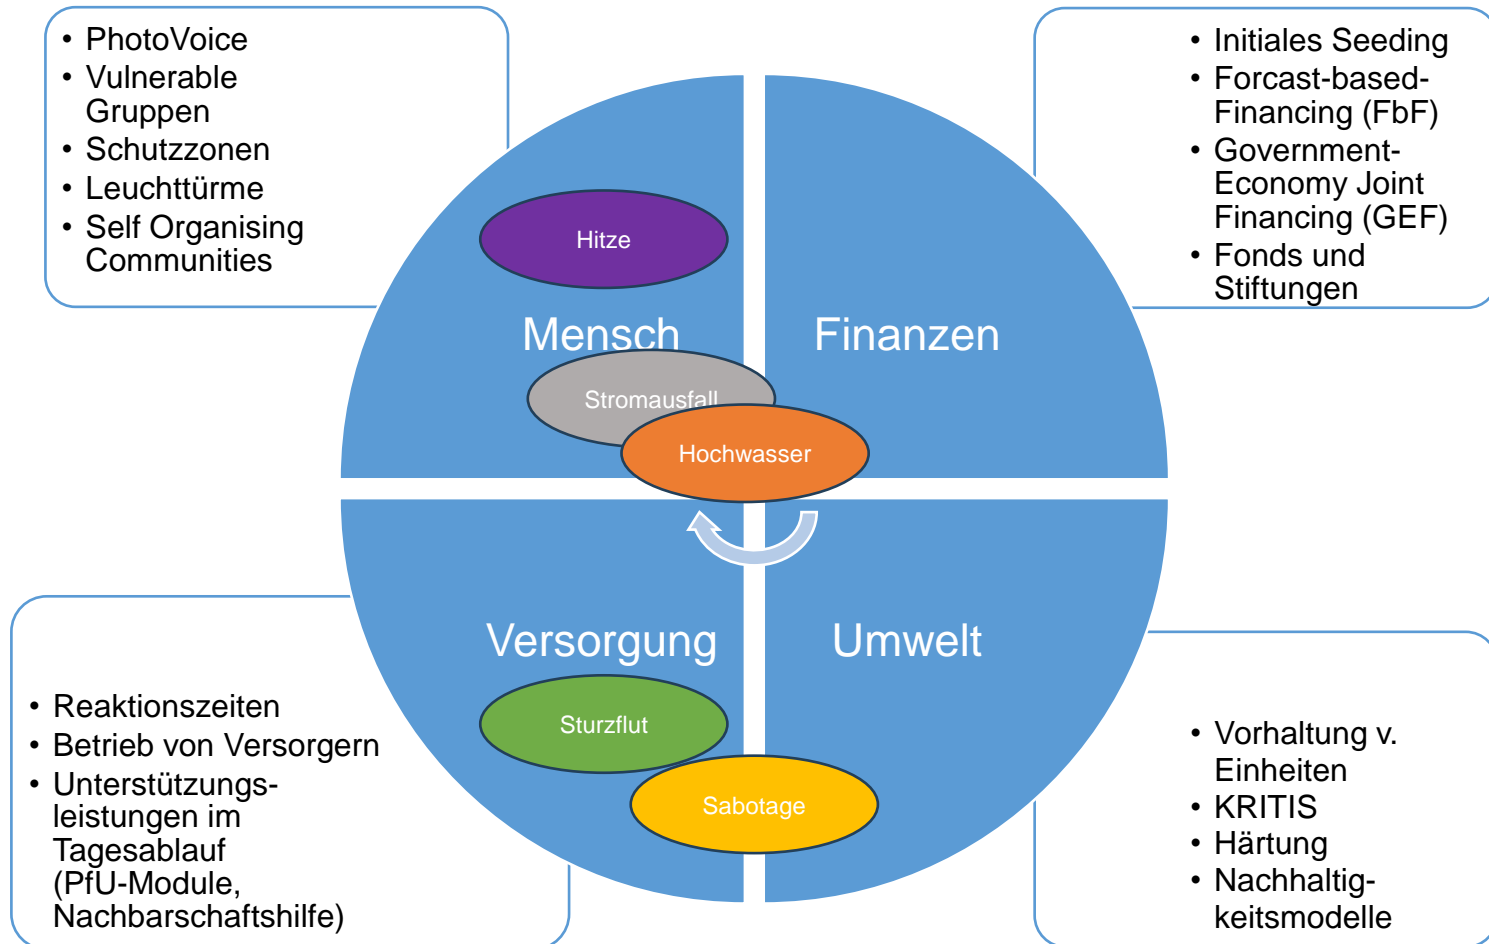 • PhotoVoice
• Vulnerable
Gruppen
• Schutzzonen
• Leuchttürme
• Self Organising
Communities
• Initiales Seeding
• Forcast-based-
Financing (FbF)
• Government-
Economy Joint
Financing (GEF)
• Fonds und
Stiftungen
Hitze
Mensch
Finanzen
Stromausfall
Hochwasser
Versorgung
Umwelt
Sturzflut
Sabotage
• Reaktionszeiten
• Betrieb von Versorgern
• Unterstützungs-
leistungen im
Tagesablauf
(PfU-Module,
Nachbarschaftshilfe)
• Vorhaltung v.
Einheiten
• KRITIS
• Härtung
• Nachhaltig-
keitsmodelle